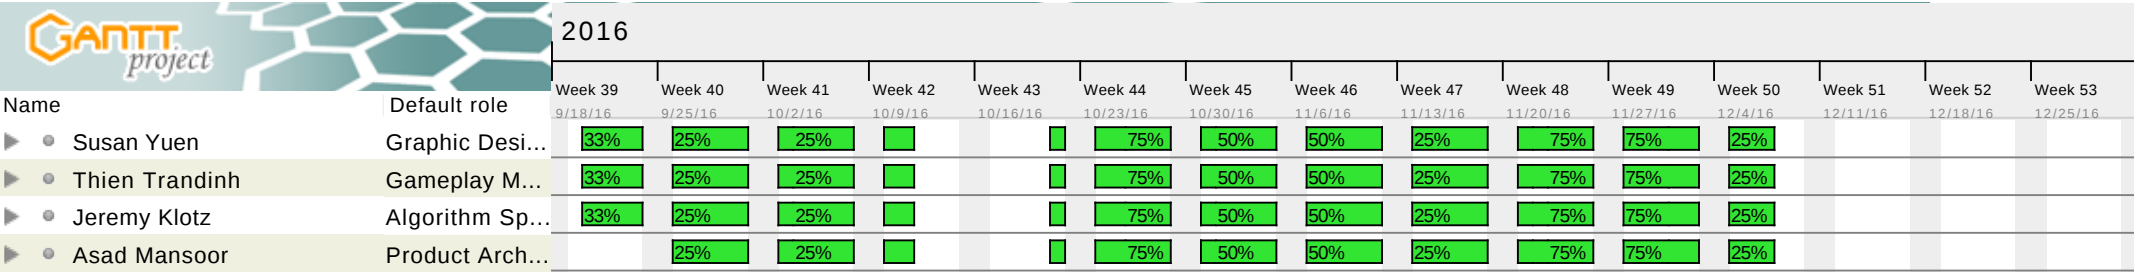 GANTT
project
2016
Week 39 Week 40 Week 41 Week 42 Week 43 Week 44 Week 45 Week 46 Week 47 Week 48 Week 49 Week 50 Week 51 Week 52 Week 53
Name Default role
9/18/16 9/25/16 10/2/16 10/9/16 10/16/16 10/23/16 10/30/16 11/6/16 11/13/16 11/20/16 11/27/16 12/4/16 12/11/16 12/18/16 12/25/16
Susan Yuen Graphic Desi... 33% 25% 25% 75% 50% 50% 25% 75% 75% 25%
Thien Trandinh Gameplay M... 33% 25% 25% 75% 50% 50% 25% 75% 75% 25%
Jeremy Klotz Algorithm Sp... 33% 25% 25% 75% 50% 50% 25% 75% 75% 25%
Asad Mansoor Product Arch... 25% 25% 75% 50% 50% 25% 75% 75% 25%